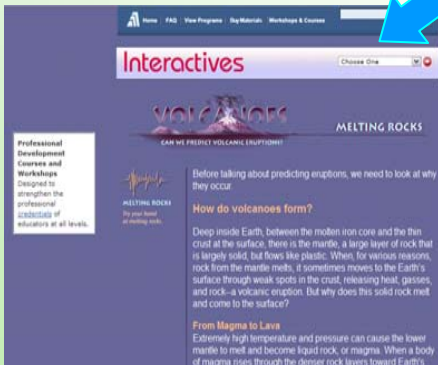 Home FAQ View Programs Buy Materials Workshops & Courses
Interactives
Choose One
VOLCANOES
CAN WE PREDICT VOLCANIC ERUPTIONS?
MELTING ROCKS
Professional
Development
Courses and
Workshops
Designed to
strengthen the
professional
credentials of
educators at all levels.
MELTING ROCKS
Try your hand
at melting rocks.
Before talking about predicting eruptions, we need to look at why
they occur.
How do volcanoes form?
Deep inside Earth, between the molten iron core and the thin
crust at the surface, there is the mantle, a large layer of rock that
is largely solid, but flows like plastic. When, for various reasons,
rock from the mantle melts, it sometimes moves to the Earth's
surface through weak spots in the crust, releasing heat, gasses,
and rock--a volcanic eruption. But why does this solid rock melt
and come to the surface?
From Magma to Lava
Extremely high temperature and pressure can cause the lower
mantle to melt and become liquid rock, or magma. When a body
of magma rises through the denser rock layers toward Earth's